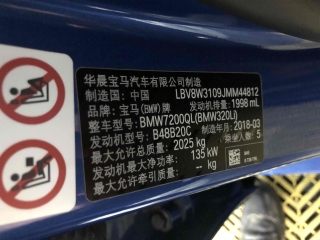 华晨宝马汽车有限公司制造
制造国：中国 LBV8W3109JMM44812
品牌：宝马(BMW)牌 发动机排量：1998 mL
整车型号：BMW7200QL(BMW320Li)
发动机型号：B48B20C 制造年月：2018-03
最大允许总质量：2025 kg 乘坐人数：5
发动机最大净功率：135 kW
最大允许牵引质量：-- kg